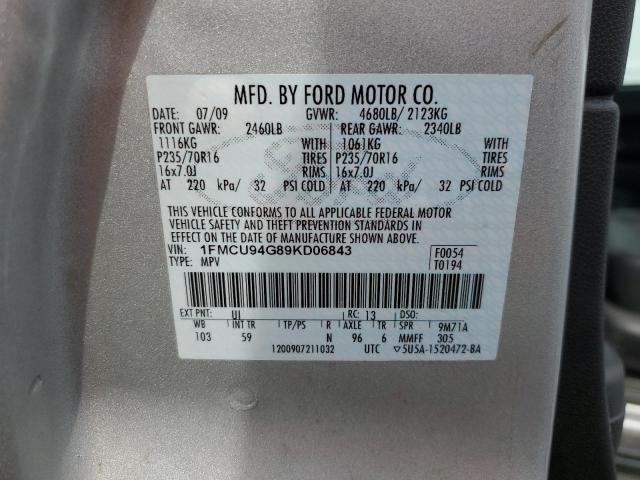 MFD. BY FORD MOTOR CO.
DATE: 07/09 GVWR: 4680LB/ 2123KG
FRONT GAWR: 2460LB REAR GAWR: 2340LB
1116KG WITH 1061KG WITH
P235/70R16 TIRES P235/70R16 TIRES
16x7.0J RIMS 16x7.0J RIMS
AT 220 kPa/ 32 PSI COLD AT 220 kPa/ 32 PSI COLD
THIS VEHICLE CONFORMS TO ALL APPLICABLE FEDERAL MOTOR
VEHICLE SAFETY AND THEFT PREVENTION STANDARDS IN
EFFECT ON THE DATE OF MANUFACTURE SHOWN ABOVE.
VIN: 1FMCU94G89KD06843 F0054
TYPE: MPV T0194
EXT PNT: UI RC: 13 DSO:
WB INT TR TP/PS R AXLE TR SPR 9M71A
103 59 N 96 6 MMFF 305
1200907211032 UTC ▽5U5A-1520472-BA
Ford